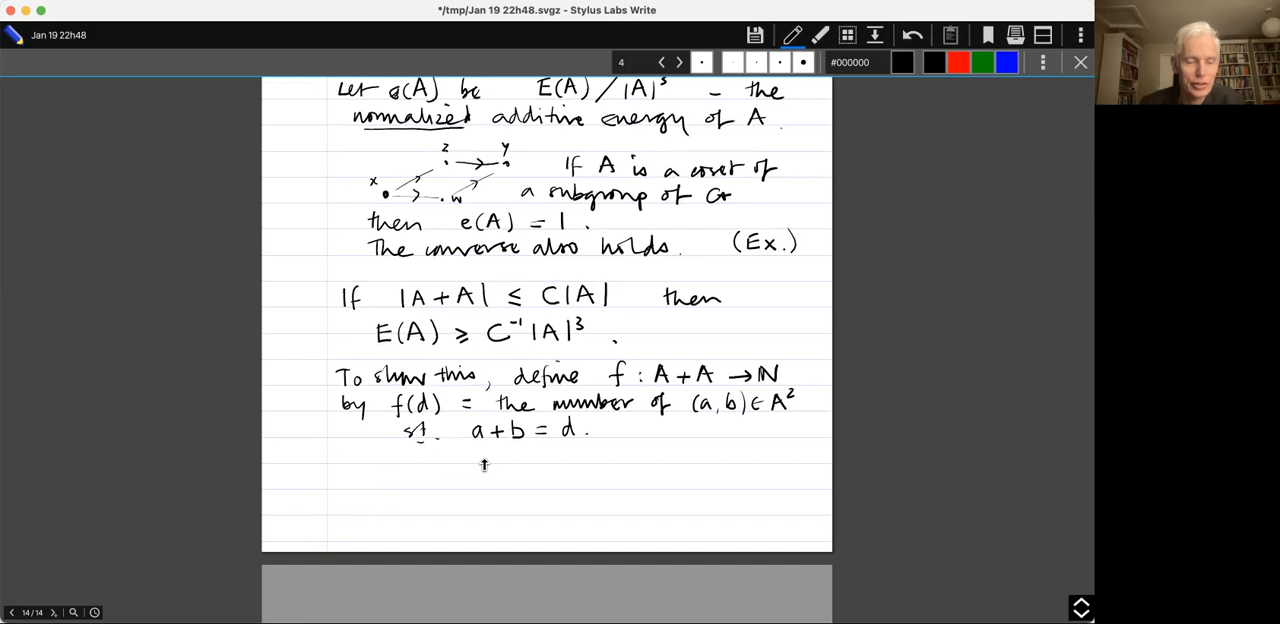 */tmp/Jan 19 22h48.svgz - Stylus Labs Write
Jan 19 22h48
4
#000000
Let e(A) be E(A)/|A|³ - the
normalized additive energy of A.
z y
x w
If A is a coset of
a subgroup of G
then e(A) = 1.
The converse also holds. (Ex.)
If |A+A| ≤ C|A| then
E(A) ≥ C⁻¹|A|³.
To show this, define f : A+A → ℕ
by f(d) = the number of (a,b) ∈ A²
st. a+b = d.
14/14